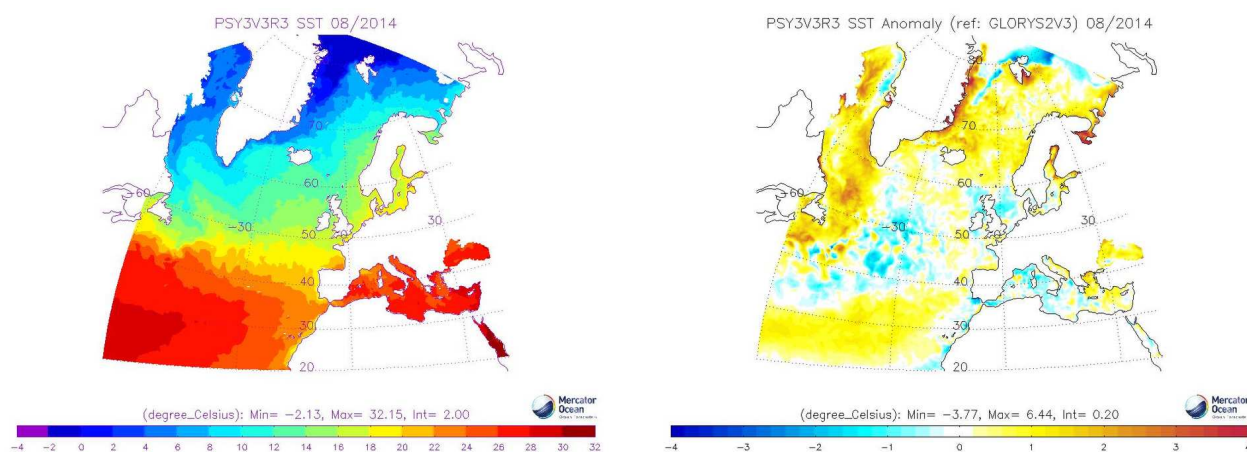 PSY3V3R3 SST 08/2014
70
-60
60
-30
50
30
40
30
20
Mercator
Ocean
(degree_Celsius): Min= -2.13, Max= 32.15, Int= 2.00
-4 -2 0 2 4 6 8 10 12 14 16 18 20 22 24 26 28 30 32
PSY3V3R3 SST Anomaly (ref: GLORYS2V3) 08/2014
80
70
-60
60
-30
50
30
40
30
20
Mercator
Ocean
(degree_Celsius): Min= -3.77, Max= 6.44, Int= 0.20
-4 -3 -2 -1 0 1 2 3 4